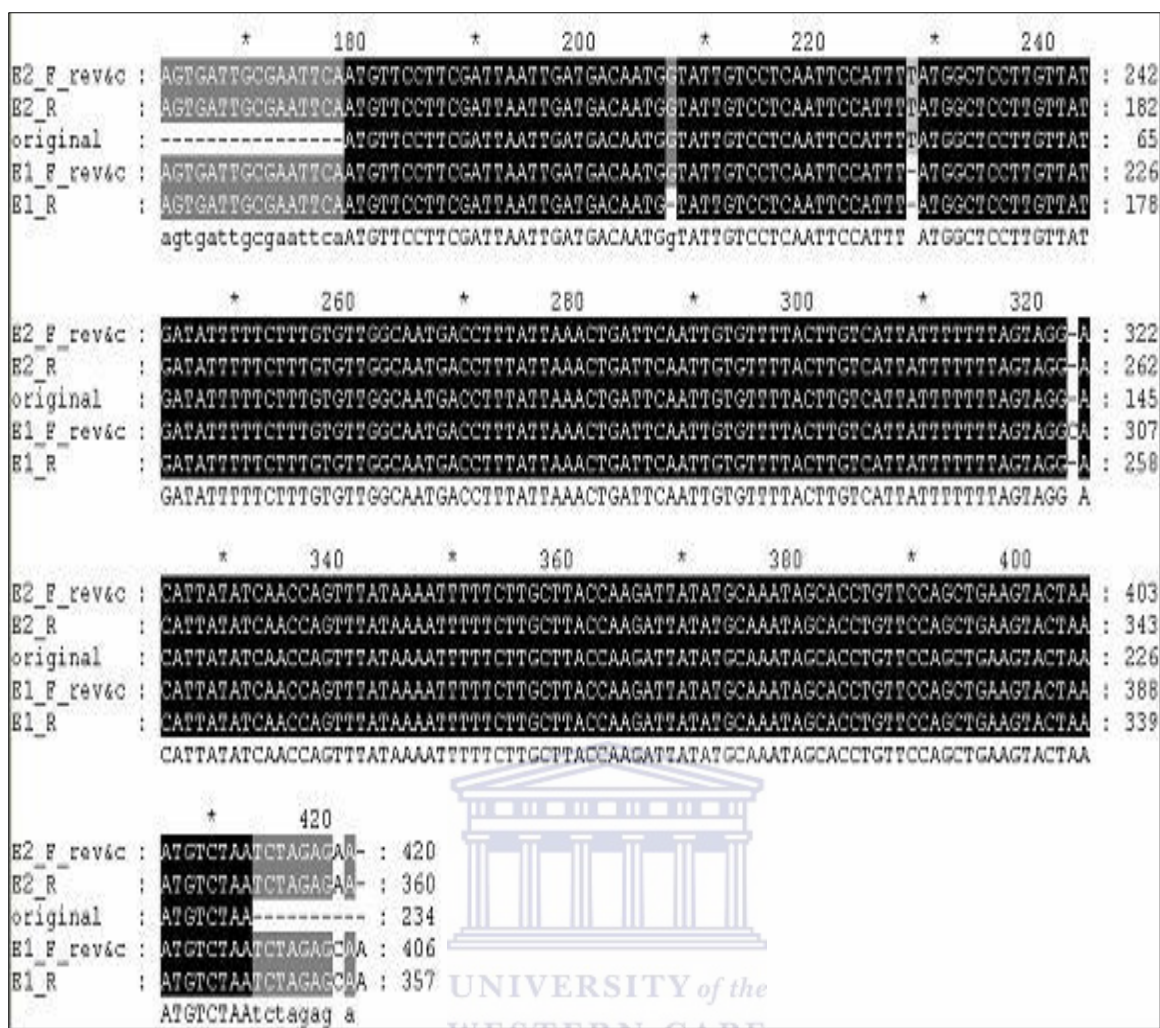 * 180 * 200 * 220 * 240
E2_F_rev&c : AGTGATTGCGAATTCAATGTTCCTTCGATTAATTGATGACAATGGTATTGTCCTCAATTCCATTTTATGGCTCCTTGTTAT : 242
E2_R : AGTGATTGCGAATTCAATGTTCCTTCGATTAATTGATGACAATGGTATTGTCCTCAATTCCATTTTATGGCTCCTTGTTAT : 182
original : ----------------ATGTTCCTTCGATTAATTGATGACAATGGTATTGTCCTCAATTCCATTTTATGGCTCCTTGTTAT : 65
E1_F_rev&c : AGTGATTGCGAATTCAATGTTCCTTCGATTAATTGATGACAATGGTATTGTCCTCAATTCCATTT-ATGGCTCCTTGTTAT : 226
E1_R : AGTGATTGCGAATTCAATGTTCCTTCGATTAATTGATGACAATG-TATTGTCCTCAATTCCATTT-ATGGCTCCTTGTTAT : 178
agtgattgcgaattcaATGTTCCTTCGATTAATTGATGACAATGgTATTGTCCTCAATTCCATTT ATGGCTCCTTGTTAT
* 260 * 280 * 300 * 320
E2_F_rev&c : GATATTTTTCTTTGTGTTGGCAATGACCTTTATTAAACTGATTCAATTGTGTTTTACTTGTCATTATTTTTTTAGTAGG-A : 322
E2_R : GATATTTTTCTTTGTGTTGGCAATGACCTTTATTAAACTGATTCAATTGTGTTTTACTTGTCATTATTTTTTTAGTAGG-A : 262
original : GATATTTTTCTTTGTGTTGGCAATGACCTTTATTAAACTGATTCAATTGTGTTTTACTTGTCATTATTTTTTTAGTAGG-A : 145
E1_F_rev&c : GATATTTTTCTTTGTGTTGGCAATGACCTTTATTAAACTGATTCAATTGTGTTTTACTTGTCATTATTTTTTTAGTAGGCA : 307
E1_R : GATATTTTTCTTTGTGTTGGCAATGACCTTTATTAAACTGATTCAATTGTGTTTTACTTGTCATTATTTTTTTAGTAGG-A : 258
GATATTTTTCTTTGTGTTGGCAATGACCTTTATTAAACTGATTCAATTGTGTTTTACTTGTCATTATTTTTTTAGTAGG A
* 340 * 360 * 380 * 400
E2_F_rev&c : CATTATATCAACCAGTTTATAAAATTTTTCTTGCTTACCAAGATTATATGCAAATAGCACCTGTTCCAGCTGAAGTACTAA : 403
E2_R : CATTATATCAACCAGTTTATAAAATTTTTCTTGCTTACCAAGATTATATGCAAATAGCACCTGTTCCAGCTGAAGTACTAA : 343
original : CATTATATCAACCAGTTTATAAAATTTTTCTTGCTTACCAAGATTATATGCAAATAGCACCTGTTCCAGCTGAAGTACTAA : 226
E1_F_rev&c : CATTATATCAACCAGTTTATAAAATTTTTCTTGCTTACCAAGATTATATGCAAATAGCACCTGTTCCAGCTGAAGTACTAA : 388
E1_R : CATTATATCAACCAGTTTATAAAATTTTTCTTGCTTACCAAGATTATATGCAAATAGCACCTGTTCCAGCTGAAGTACTAA : 339
CATTATATCAACCAGTTTATAAAATTTTTCTTGCTTACCAAGATTATATGCAAATAGCACCTGTTCCAGCTGAAGTACTAA
* 420
E2_F_rev&c : ATGTCTAATCTAGAGAA- : 420
E2_R : ATGTCTAATCTAGAGAA- : 360
original : ATGTCTAA---------- : 234
E1_F_rev&c : ATGTCTAATCTAGAGCAA : 406
E1_R : ATGTCTAATCTAGAGCAA : 357
ATGTCTAAtctagag a
UNIVERSITY of the
WESTERN CAPE